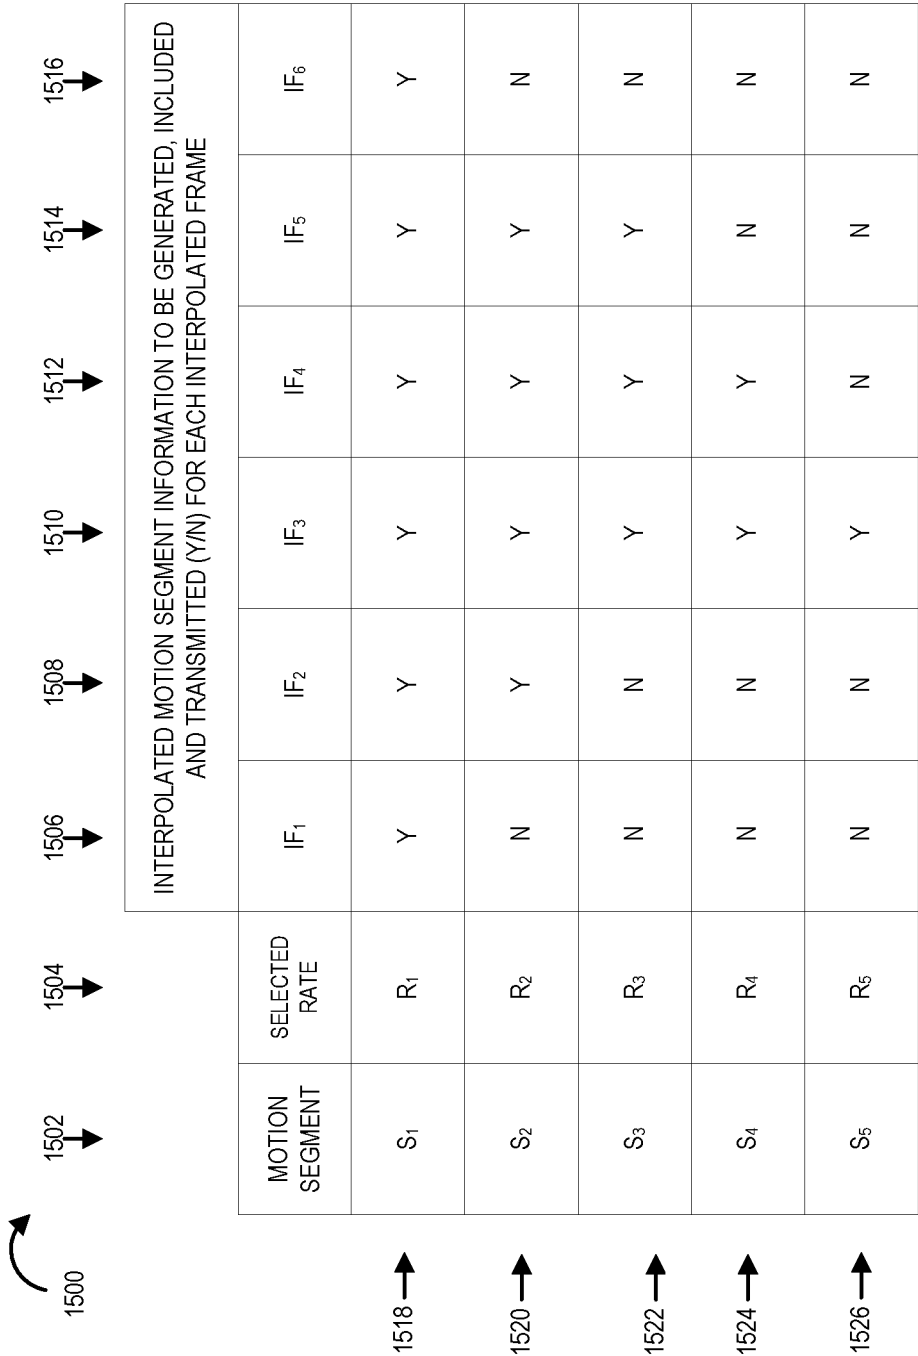 1500
1502 1504 1506 1508 1510 1512 1514 1516
INTERPOLATED MOTION SEGMENT INFORMATION TO BE GENERATED, INCLUDED
AND TRANSMITTED (Y/N) FOR EACH INTERPOLATED FRAME
MOTION SEGMENT SELECTED RATE IF₁ IF₂ IF₃ IF₄ IF₅ IF₆
1518 S₁ R₁ Y Y Y Y Y Y
1520 S₂ R₂ N Y Y Y Y N
1522 S₃ R₃ N N Y Y Y N
1524 S₄ R₄ N N Y Y N N
1526 S₅ R₅ N N Y N N N